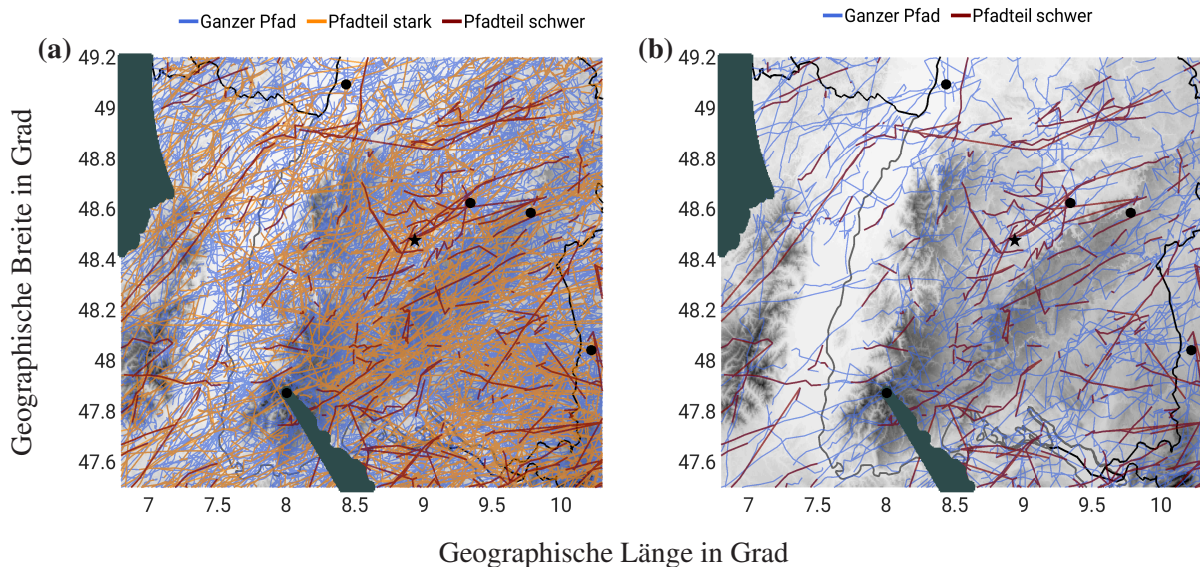 Ganzer Pfad Pfadteil stark Pfadteil schwer
(a)
Geographische Breite in Grad
49.2
49
48.8
48.6
48.4
48.2
48
47.8
47.6
7 7.5 8 8.5 9 9.5 10
Ganzer Pfad Pfadteil schwer
(b)
49.2
49
48.8
48.6
48.4
48.2
48
47.8
47.6
7 7.5 8 8.5 9 9.5 10
Geographische Länge in Grad